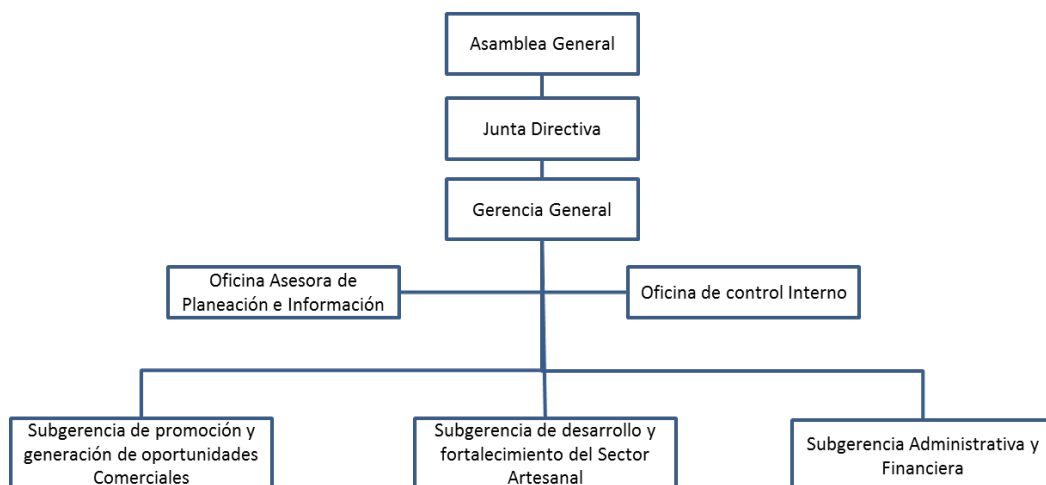 Asamblea General
Junta Directiva
Gerencia General
Oficina Asesora de
Planeación e Información
Oficina de control Interno
Subgerencia de promoción y
generación de oportunidades
Comerciales
Subgerencia de desarrollo y
fortalecimiento del Sector
Artesanal
Subgerencia Administrativa y
Financiera